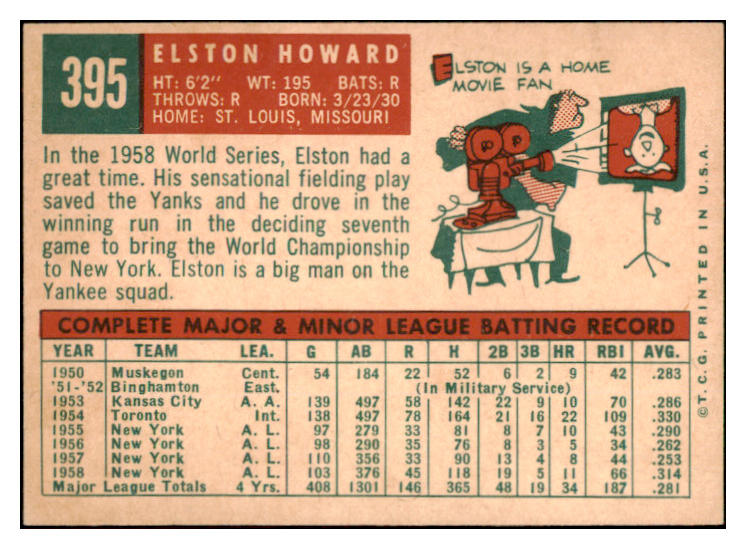 395
ELSTON HOWARD
HT: 6'2" WT: 195 BATS: R
THROWS: R BORN: 3/23/30
HOME: ST. LOUIS, MISSOURI
ELSTON IS A HOME
MOVIE FAN
In the 1958 World Series, Elston had a
great time. His sensational fielding play
saved the Yanks and he drove in the
winning run in the deciding seventh
game to bring the World Championship
to New York. Elston is a big man on the
Yankee squad.
COMPLETE MAJOR & MINOR LEAGUE BATTING RECORD
YEAR TEAM LEA. G AB R H 2B 3B HR RBI AVG.
1950 Muskegon Cent. 54 184 22 52 6 2 9 42 .283
'51-'52 Binghamton East. (In Military Service)
1953 Kansas City A. A. 139 497 58 142 22 9 10 70 .286
1954 Toronto Int. 138 497 78 164 21 16 22 109 .330
1955 New York A. L. 97 279 33 81 8 7 10 43 .290
1956 New York A. L. 98 290 35 76 8 3 5 34 .262
1957 New York A. L. 110 356 33 90 13 4 8 44 .253
1958 New York A. L. 103 376 45 118 19 5 11 66 .314
Major League Totals 4 Yrs. 408 1301 146 365 48 19 34 187 .281
© T. C. G. PRINTED IN U.S.A.